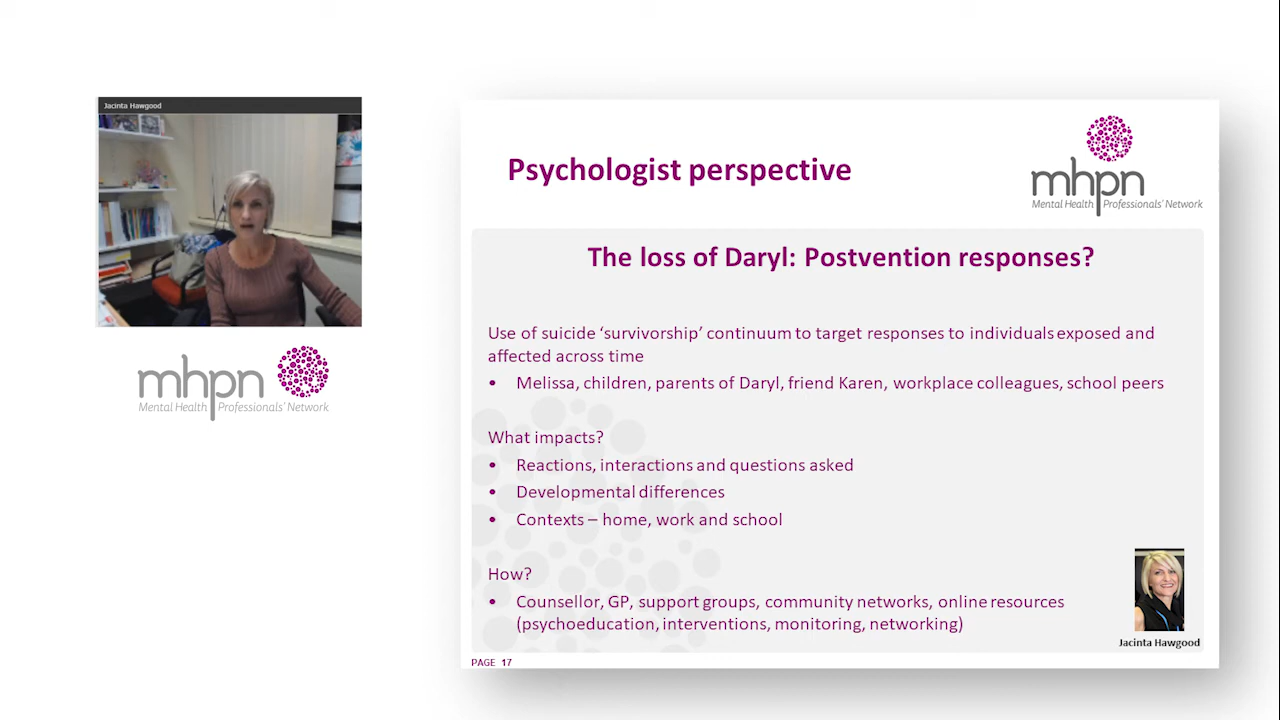 Jacinta Hawgood
mhpn
Mental Health Professionals' Network
Psychologist perspective
mhpn
Mental Health Professionals' Network
The loss of Daryl: Postvention responses?
Use of suicide ‘survivorship’ continuum to target responses to individuals exposed and
affected across time
• Melissa, children, parents of Daryl, friend Karen, workplace colleagues, school peers
What impacts?
• Reactions, interactions and questions asked
• Developmental differences
• Contexts – home, work and school
How?
• Counsellor, GP, support groups, community networks, online resources
(psychoeducation, interventions, monitoring, networking)
Jacinta Hawgood
PAGE 17